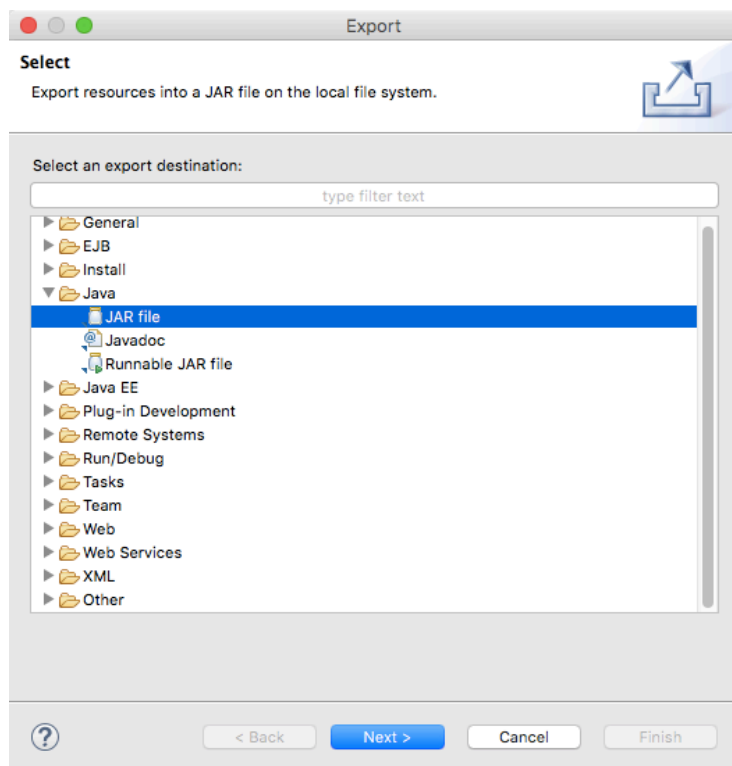 Export
Select
Export resources into a JAR file on the local file system.
Select an export destination:
type filter text
General
EJB
Install
Java
JAR file
Javadoc
Runnable JAR file
Java EE
Plug-in Development
Remote Systems
Run/Debug
Tasks
Team
Web
Web Services
XML
Other
? < Back Next > Cancel Finish